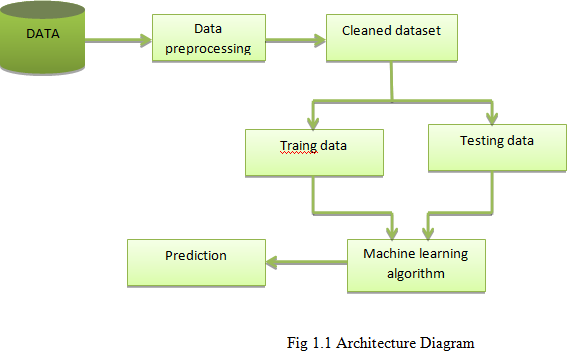 DATA
Data
preprocessing
Cleaned dataset
Traing data
Testing data
Machine learning
algorithm
Prediction
Fig 1.1 Architecture Diagram